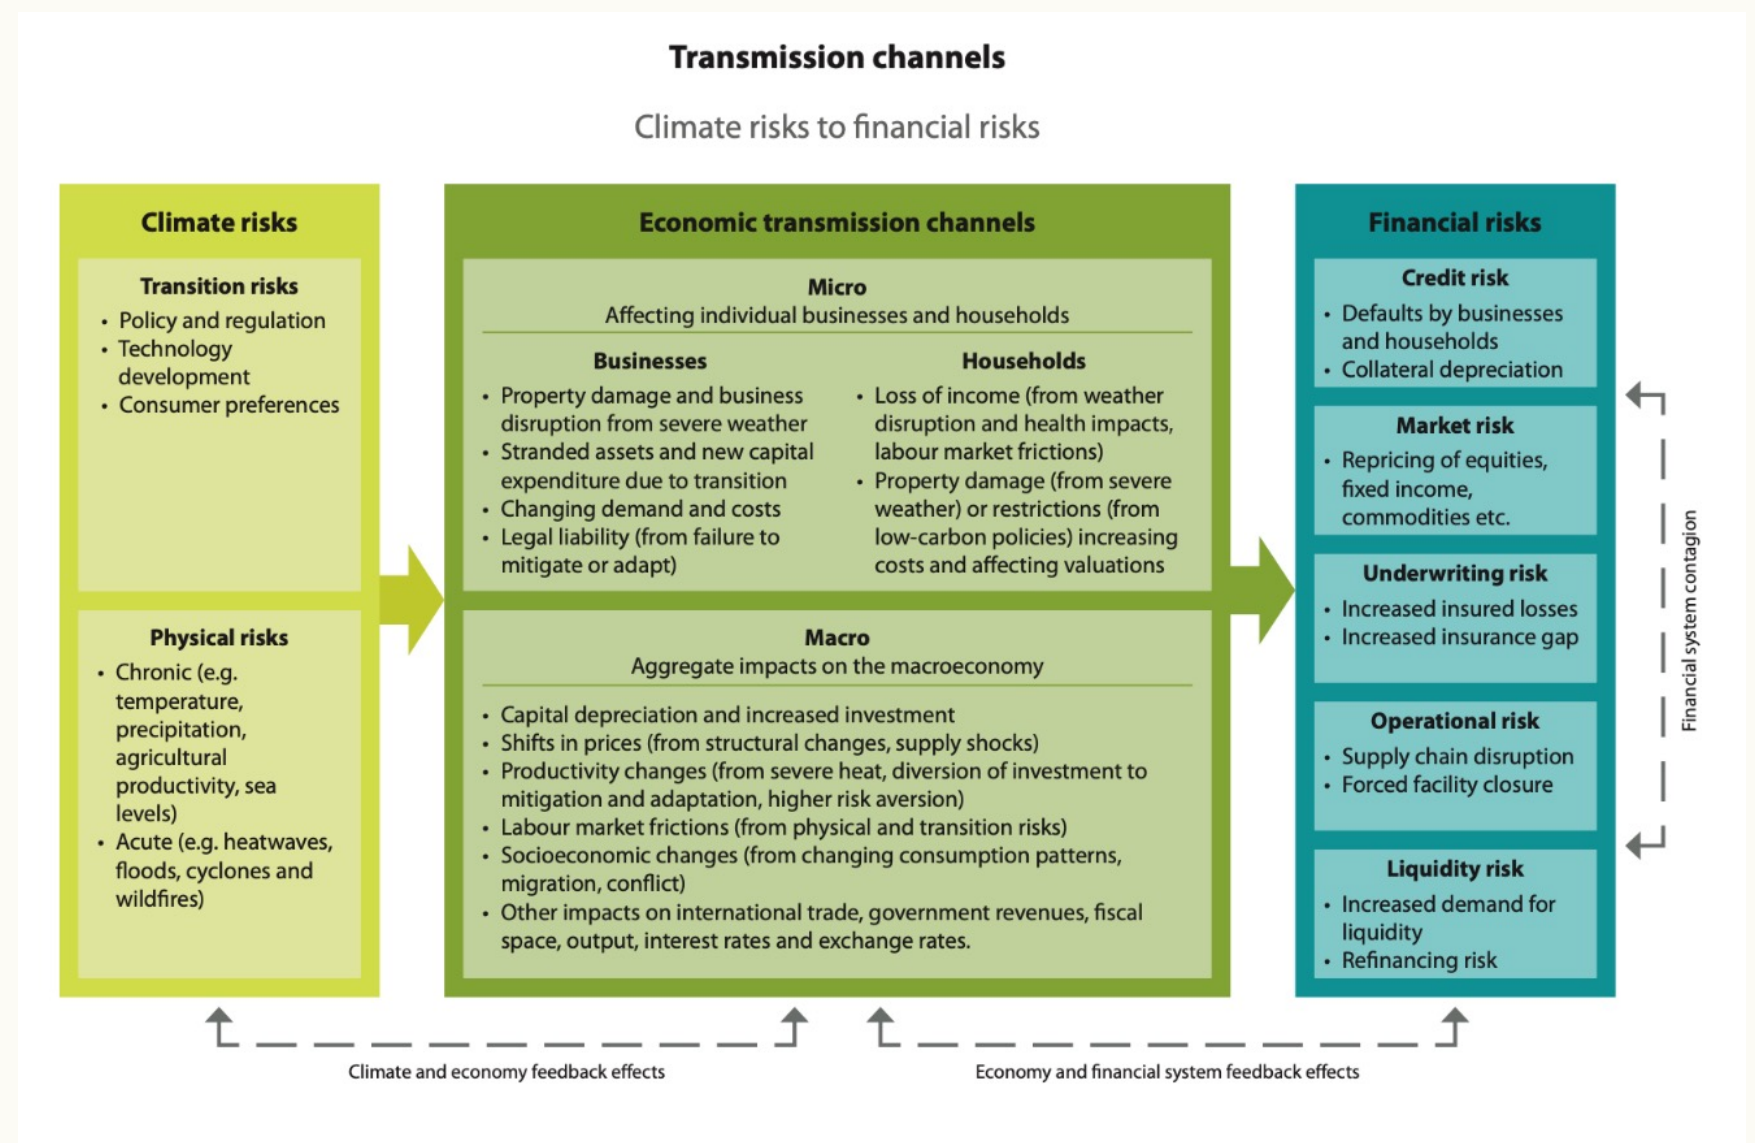 Transmission channels
Climate risks to financial risks
Climate risks
Transition risks
• Policy and regulation
• Technology
development
• Consumer preferences
Physical risks
• Chronic (e.g.
temperature,
precipitation,
agricultural
productivity, sea
levels)
• Acute (e.g. heatwaves,
floods, cyclones and
wildfires)
Economic transmission channels
Micro
Affecting individual businesses and households
Businesses
• Property damage and business
disruption from severe weather
• Stranded assets and new capital
expenditure due to transition
• Changing demand and costs
• Legal liability (from failure to
mitigate or adapt)
Households
• Loss of income (from weather
disruption and health impacts,
labour market frictions)
• Property damage (from severe
weather) or restrictions (from
low-carbon policies) increasing
costs and affecting valuations
Macro
Aggregate impacts on the macroeconomy
• Capital depreciation and increased investment
• Shifts in prices (from structural changes, supply shocks)
• Productivity changes (from severe heat, diversion of investment to
mitigation and adaptation, higher risk aversion)
• Labour market frictions (from physical and transition risks)
• Socioeconomic changes (from changing consumption patterns,
migration, conflict)
• Other impacts on international trade, government revenues, fiscal
space, output, interest rates and exchange rates.
Financial risks
Credit risk
• Defaults by businesses
and households
• Collateral depreciation
Market risk
• Repricing of equities,
fixed income,
commodities etc.
Underwriting risk
• Increased insured losses
• Increased insurance gap
Operational risk
• Supply chain disruption
• Forced facility closure
Liquidity risk
• Increased demand for
liquidity
• Refinancing risk
Financial system contagion
Climate and economy feedback effects
Economy and financial system feedback effects